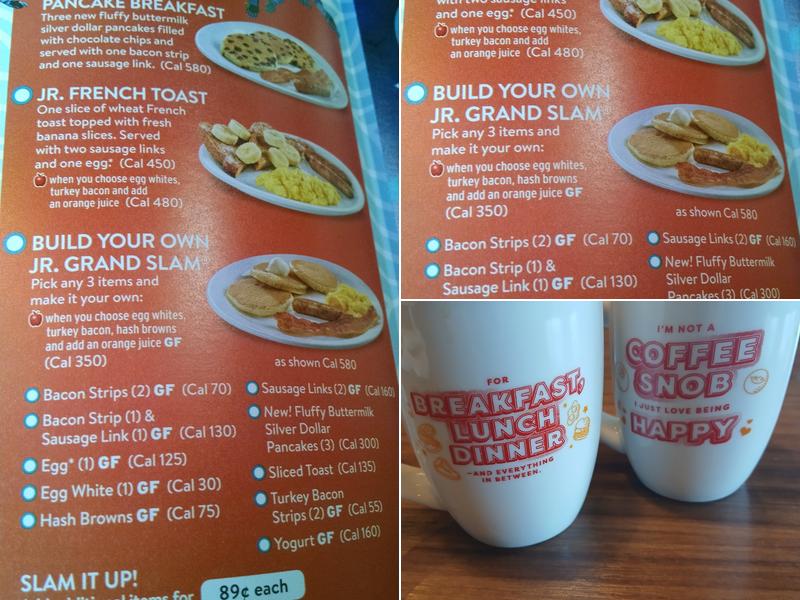 PANCAKE BREAKFAST
Three new fluffy buttermilk
silver dollar pancakes filled
with chocolate chips and
served with one bacon strip
and one sausage link. (Cal 580)
JR. FRENCH TOAST
One slice of wheat French
toast topped with fresh
banana slices. Served
with two sausage links
and one egg.* (Cal 450)
when you choose egg whites,
turkey bacon and add
an orange juice (Cal 480)
BUILD YOUR OWN
JR. GRAND SLAM
Pick any 3 items and
make it your own:
when you choose egg whites,
turkey bacon, hash browns
and add an orange juice GF
(Cal 350)
as shown Cal 580
Bacon Strips (2) GF (Cal 70)
Bacon Strip (1) &
Sausage Link (1) GF (Cal 130)
Egg* (1) GF (Cal 125)
Egg White (1) GF (Cal 30)
Hash Browns GF (Cal 75)
Sausage Links (2) GF (Cal 160)
New! Fluffy Buttermilk
Silver Dollar
Pancakes (3) (Cal 300)
Sliced Toast (Cal 135)
Turkey Bacon
Strips (2) GF (Cal 55)
Yogurt GF (Cal 160)
SLAM IT UP!
additional items for
89¢ each
with two sausage links
and one egg.* (Cal 450)
when you choose egg whites,
turkey bacon and add
an orange juice (Cal 480)
BUILD YOUR OWN
JR. GRAND SLAM
Pick any 3 items and
make it your own:
when you choose egg whites,
turkey bacon, hash browns
and add an orange juice GF
(Cal 350)
as shown Cal 580
Bacon Strips (2) GF (Cal 70)
Bacon Strip (1) &
Sausage Link (1) GF (Cal 130)
Sausage Links (2) GF (Cal 160)
New! Fluffy Buttermilk
Silver Dollar
Pancakes (3) (Cal 300)
FOR
BREAKFAST,
LUNCH
DINNER
—AND EVERYTHING
IN BETWEEN.
I'M NOT A
COFFEE
SNOB
I JUST LOVE BEING
HAPPY